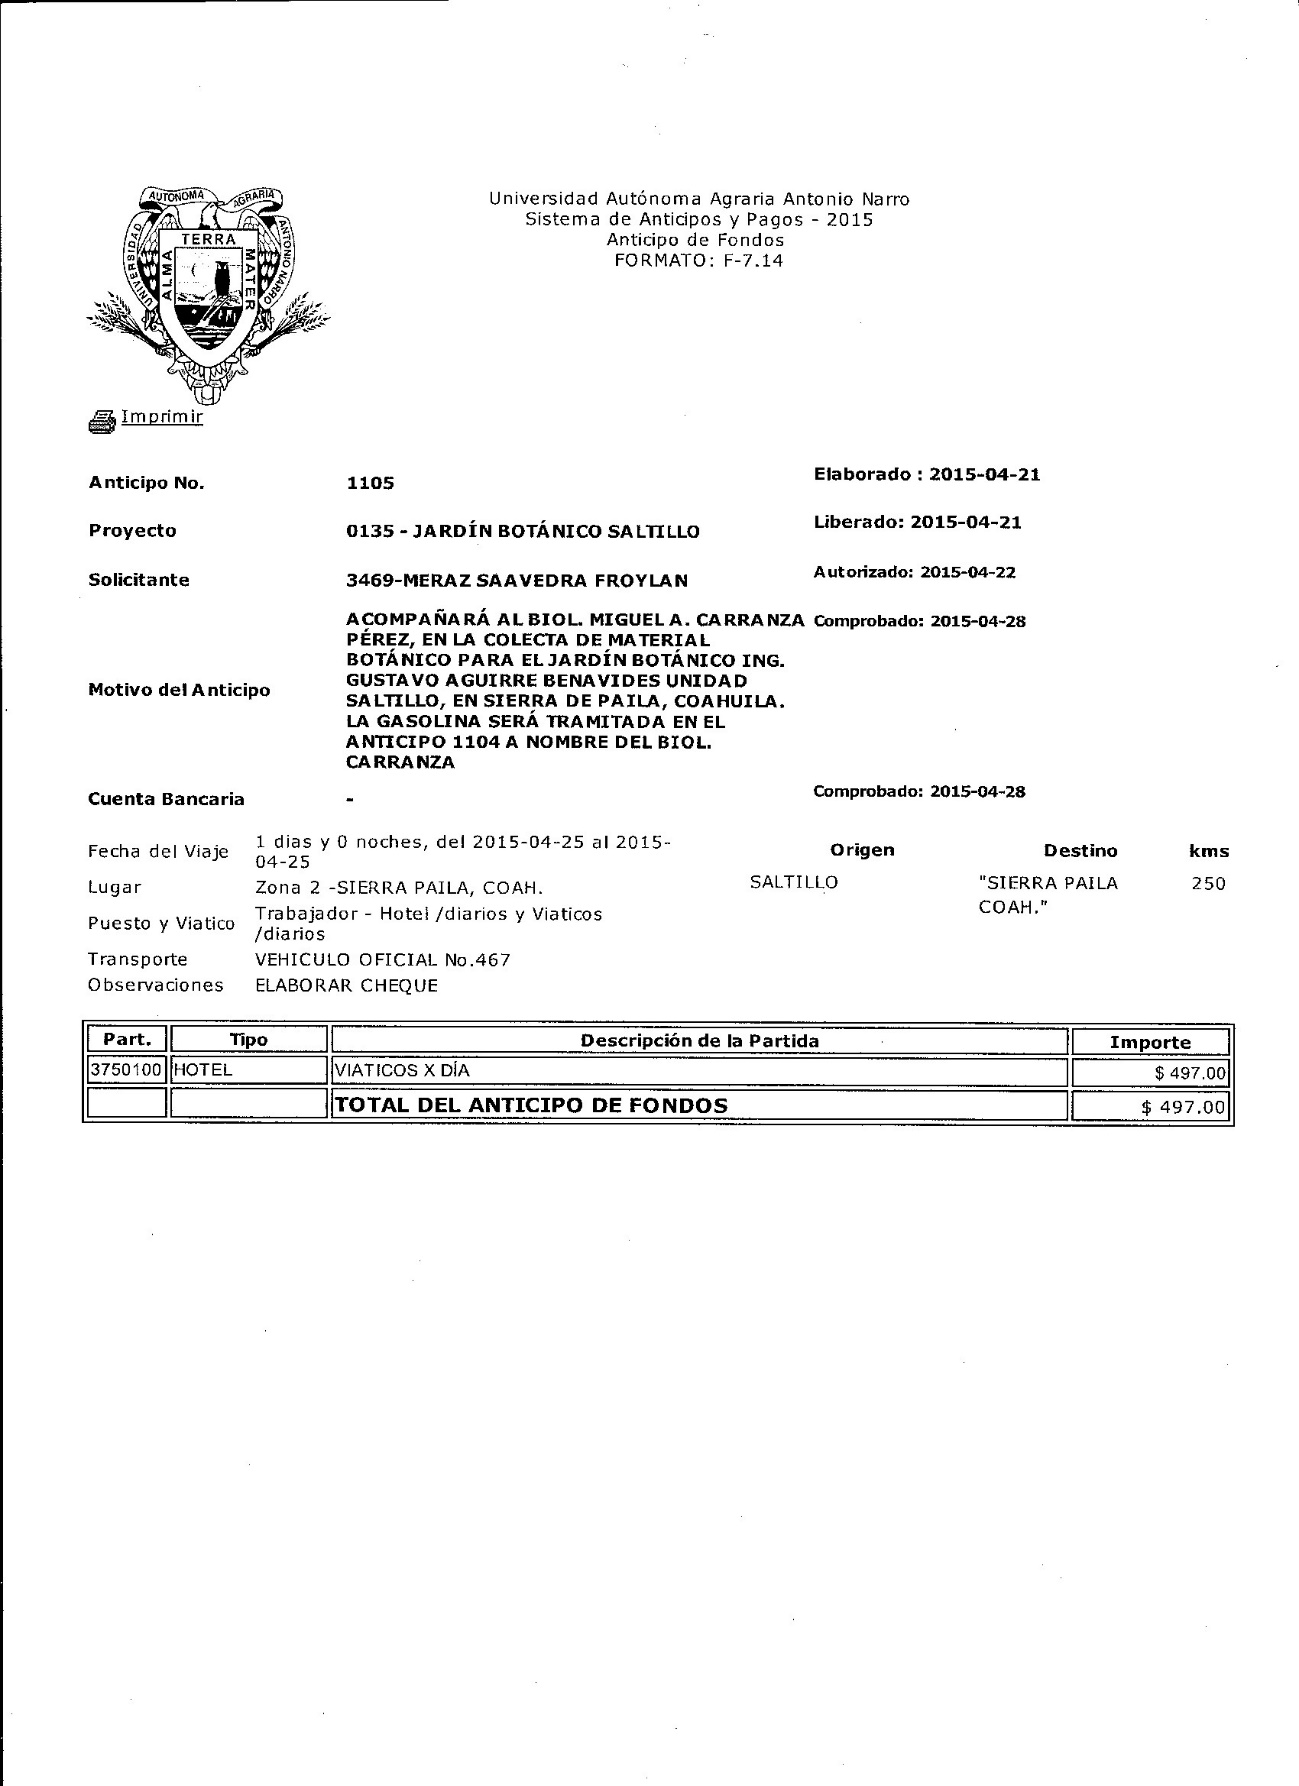 AUTONOMA AGRARIA
UNIVERSIDAD
ANTONIO NARRO
TERRA
ALMA
MATER
Universidad Autónoma Agraria Antonio Narro
Sistema de Anticipos y Pagos - 2015
Anticipo de Fondos
FORMATO: F-7.14
Imprimir
Anticipo No. 1105 Elaborado : 2015-04-21
Proyecto 0135 - JARDÍN BOTÁNICO SALTILLO Liberado: 2015-04-21
Solicitante 3469-MERAZ SAAVEDRA FROYLAN Autorizado: 2015-04-22
ACOMPAÑARÁ AL BIOL. MIGUEL A. CARRANZA Comprobado: 2015-04-28
PÉREZ, EN LA COLECTA DE MATERIAL
BOTÁNICO PARA EL JARDÍN BOTÁNICO ING.
Motivo del Anticipo GUSTAVO AGUIRRE BENAVIDES UNIDAD
SALTILLO, EN SIERRA DE PAILA, COAHUILA.
LA GASOLINA SERÁ TRAMITADA EN EL
ANTICIPO 1104 A NOMBRE DEL BIOL.
CARRANZA
Cuenta Bancaria - Comprobado: 2015-04-28
Fecha del Viaje 1 dias y 0 noches, del 2015-04-25 al 2015-
04-25
Lugar Zona 2 -SIERRA PAILA, COAH.
Puesto y Viatico Trabajador - Hotel /diarios y Viaticos
/diarios
Transporte VEHICULO OFICIAL No.467
Observaciones ELABORAR CHEQUE
Origen Destino kms
SALTILLO "SIERRA PAILA 250
COAH."
Part. Tipo Descripción de la Partida Importe
3750100 HOTEL VIATICOS X DÍA $ 497.00
TOTAL DEL ANTICIPO DE FONDOS $ 497.00